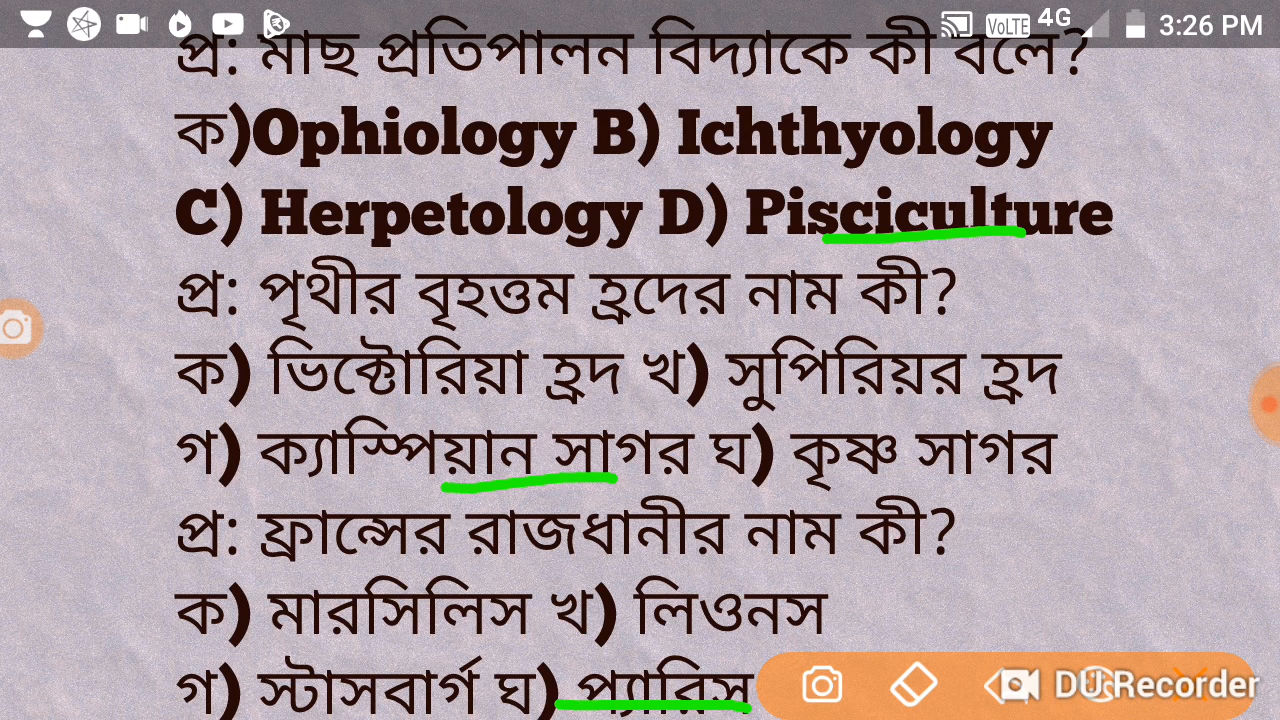 VoLTE 4G 3:26 PM
প্র: মাছ প্রতিপালন বিদ্যাকে কী বলে?
ক)Ophiology B) Ichthyology
C) Herpetology D) Pisciculture
প্র: পৃথীর বৃহত্তম হ্রদের নাম কী?
ক) ভিক্টোরিয়া হ্রদ খ) সুপিরিয়র হ্রদ
গ) ক্যাস্পিয়ান সাগর ঘ) কৃষ্ণ সাগর
প্র: ফ্রান্সের রাজধানীর নাম কী?
ক) মারসিলিস খ) লিওনস
গ) স্টাসবার্গ ঘ) প্যারিস
DU Recorder